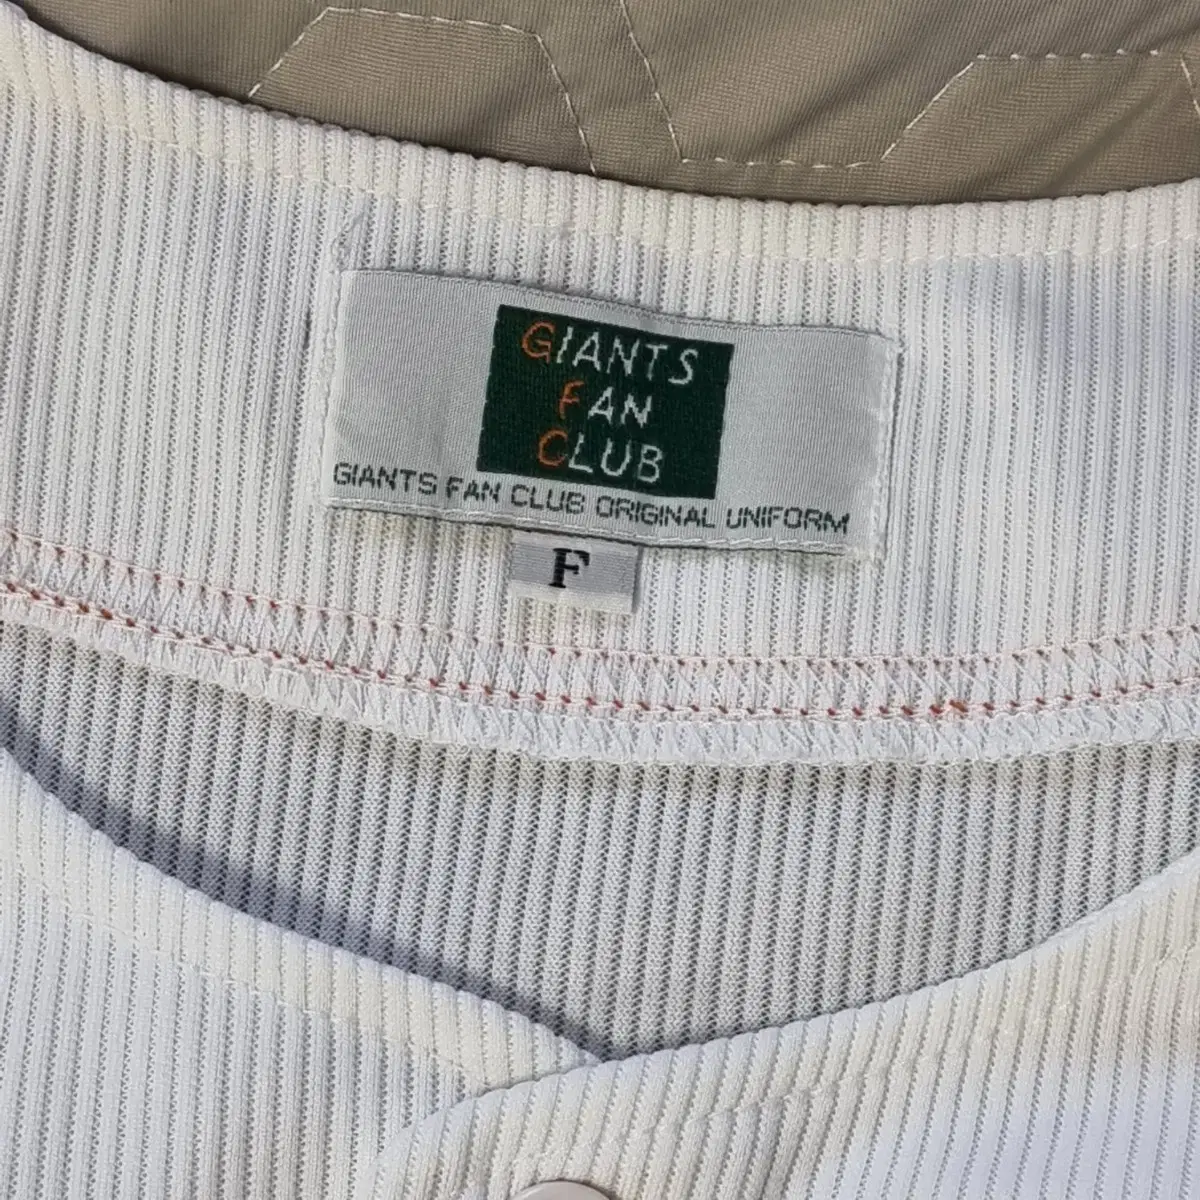 GIANTS
FAN
CLUB
GIANTS FAN CLUB ORIGINAL UNIFORM
F